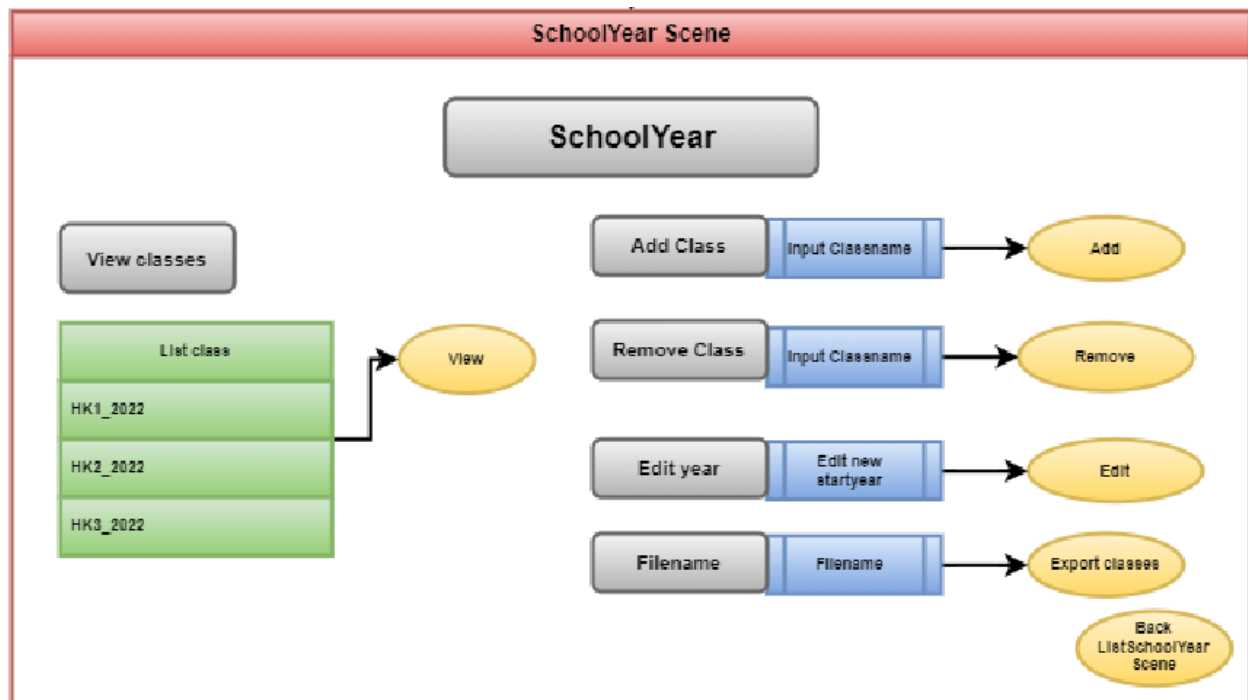 SchoolYear Scene
SchoolYear
View classes
List class
HK1_2022
HK2_2022
HK3_2022
View
Add Class
Input Classname
Add
Remove Class
Input Classname
Remove
Edit year
Edit new
startyear
Edit
Filename
Filename
Export classes
Back
ListSchoolYear
Scene